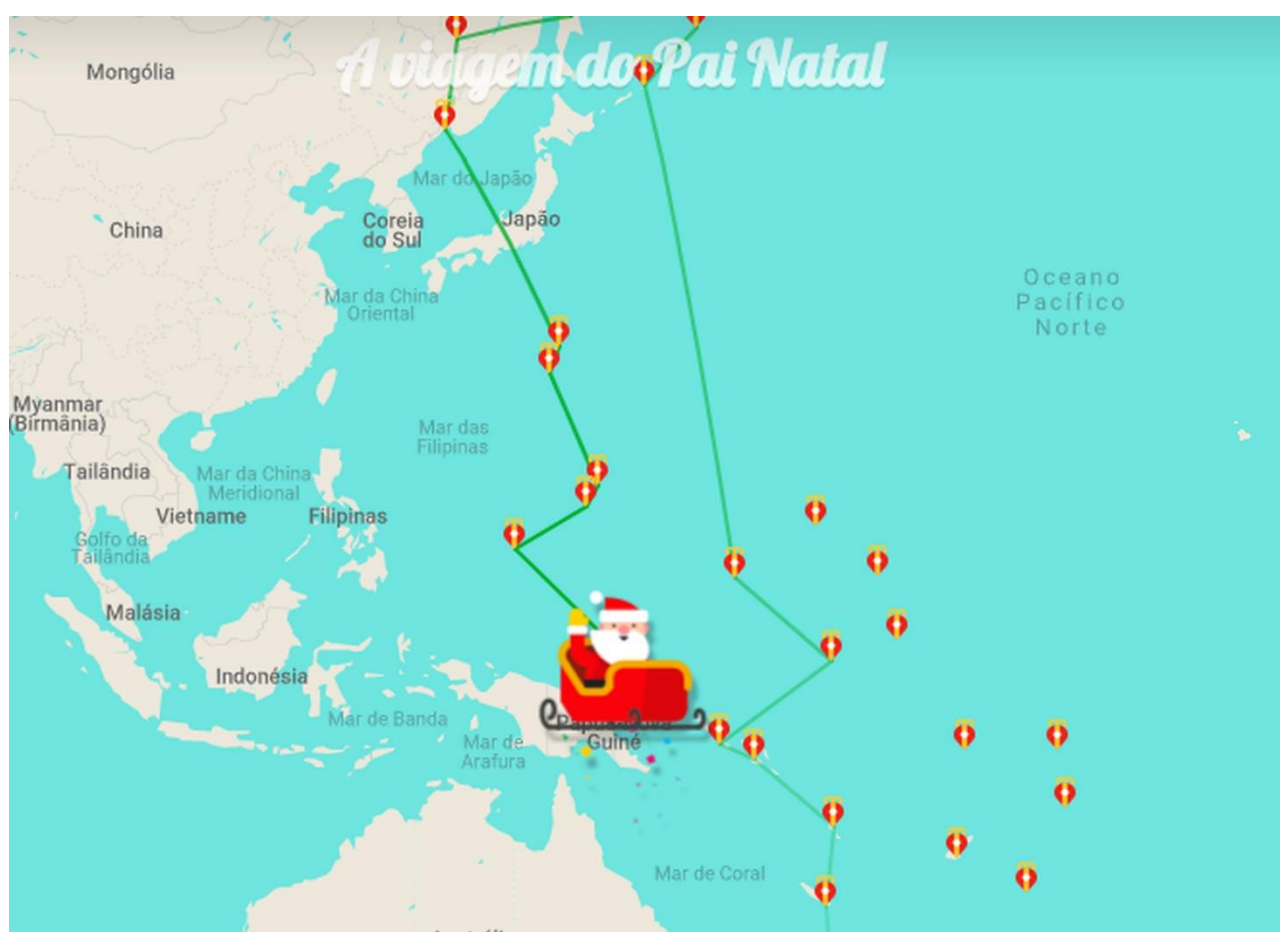 A viagem do Pai Natal
Mongólia
Mar do Japão
China
Coreia
do Sul
Japão
Oceano
Pacífico
Norte
Mar da China
Oriental
Myanmar
(Birmânia)
Mar das
Filipinas
Tailândia
Mar da China
Meridional
Vietname
Filipinas
Golfo da
Tailândia
Malásia
Indonésia
Mar de Banda
Guiné
Mar de
Arafura
Mar de Coral